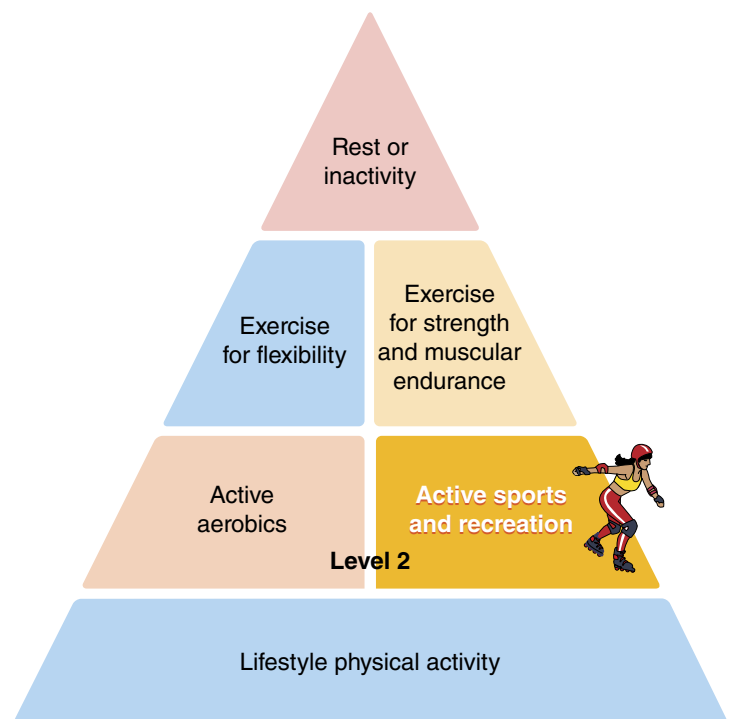 Rest or
inactivity
Exercise
for flexibility
Exercise
for strength
and muscular
endurance
Active
aerobics
Active sports
and recreation
Level 2
Lifestyle physical activity